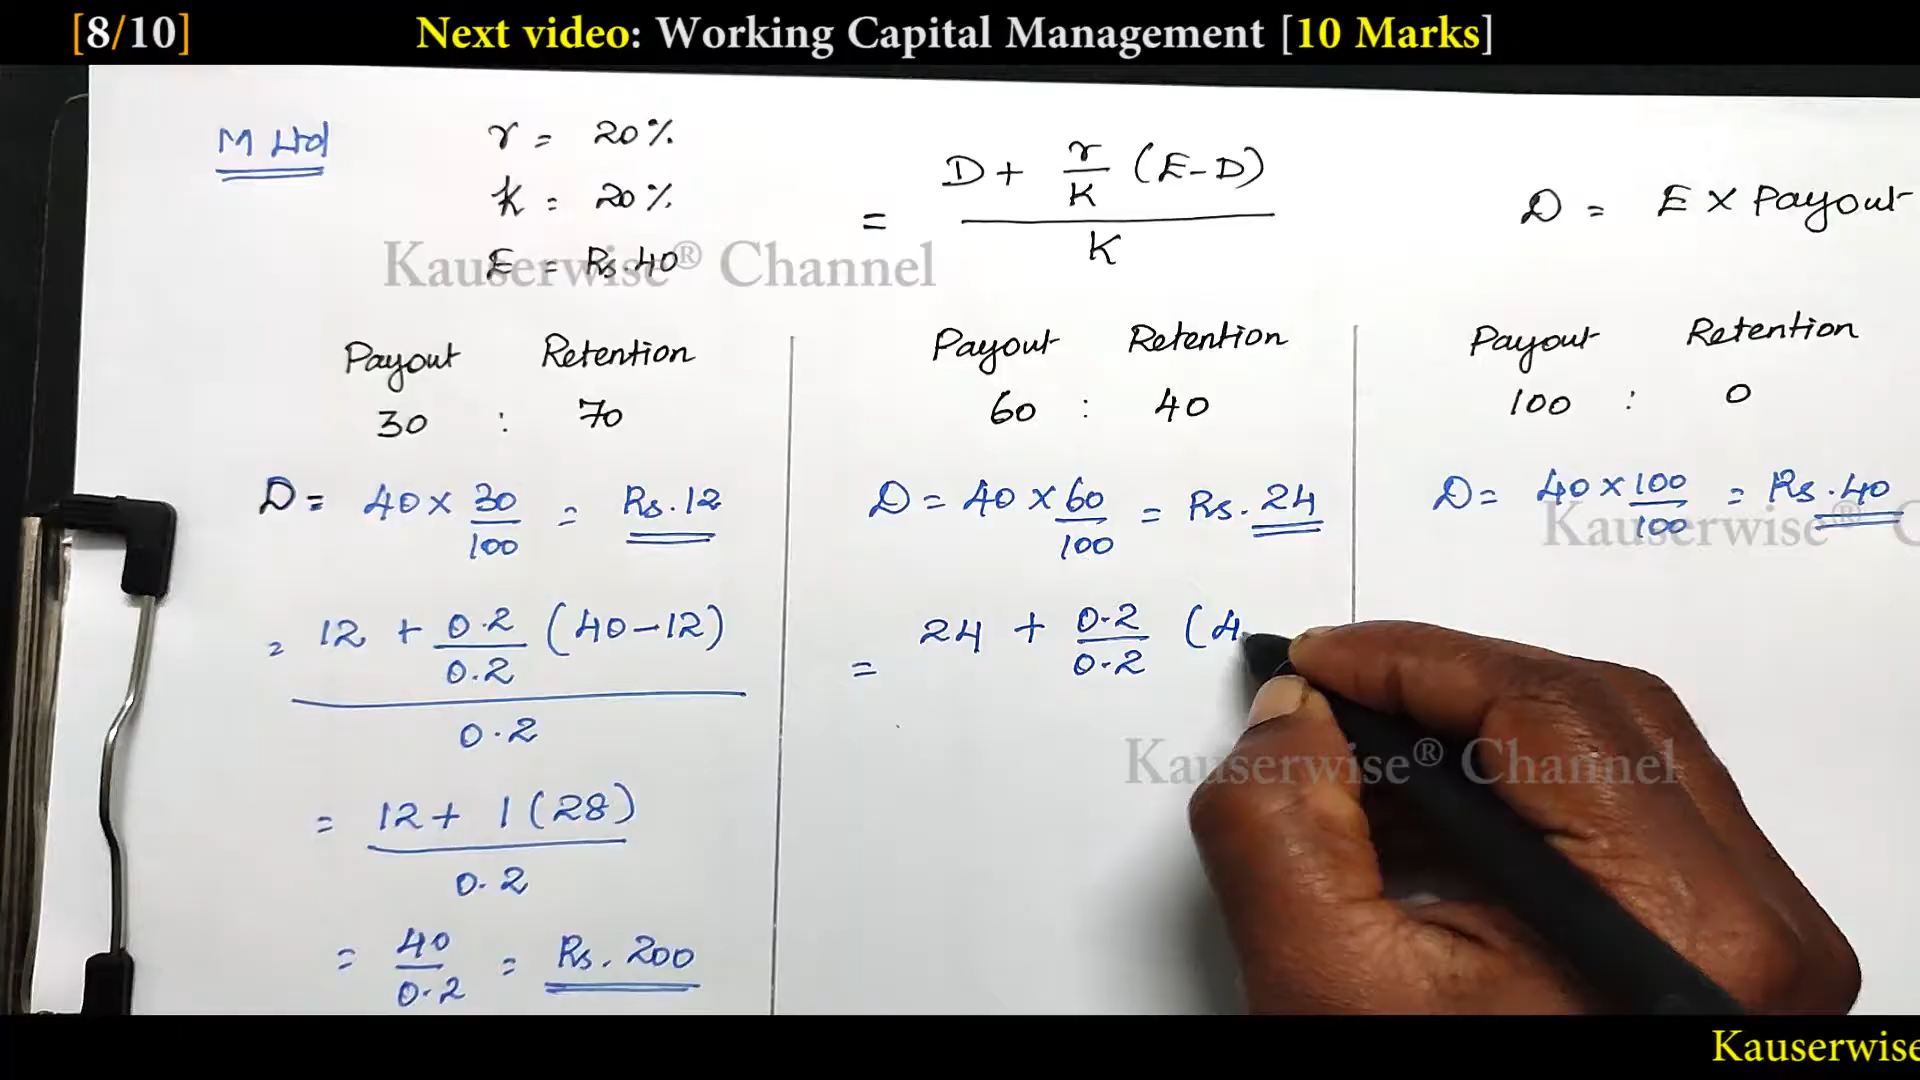 [8/10] Next video: Working Capital Management [10 Marks]
M Ltd
r = 20%
k = 20%
E = Rs.40
= D + r/K (E-D)
K
D = E X Payout
Kauserwise® Channel
Payout Retention
30 : 70
D = 40 x 30/100 = Rs.12
= 12 + 0.2/0.2 (40-12)
0.2
= 12 + 1(28)
0.2
= 40/0.2 = Rs. 200
Payout Retention
60 : 40
D = 40 x 60/100 = Rs. 24
= 24 + 0.2/0.2 (4
Payout Retention
100 : 0
D = 40 x 100/100 = Rs.40
Kauserwise® C
Kauserwise® Channel
Kauserwise